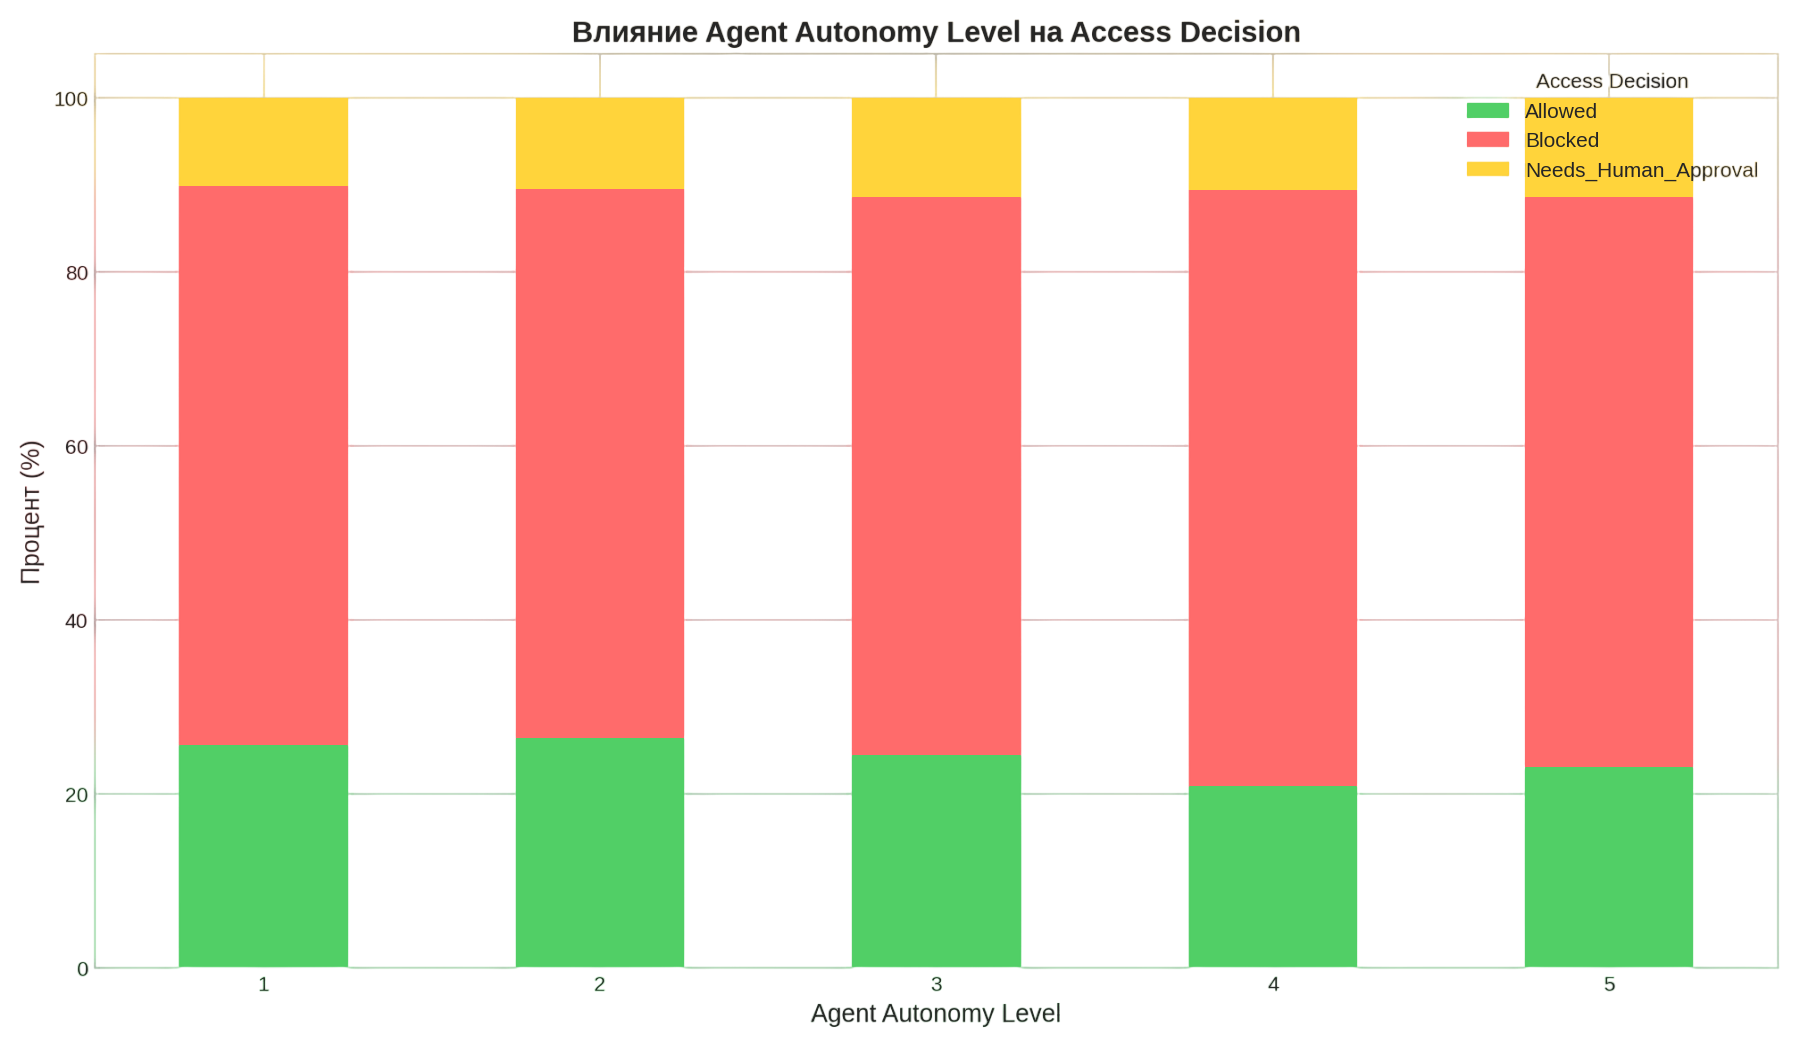 Влияние Agent Autonomy Level на Access Decision
Access Decision
Allowed
Blocked
Needs_Human_Approval
Процент (%)
100
80
60
40
20
0
1 2 3 4 5
Agent Autonomy Level